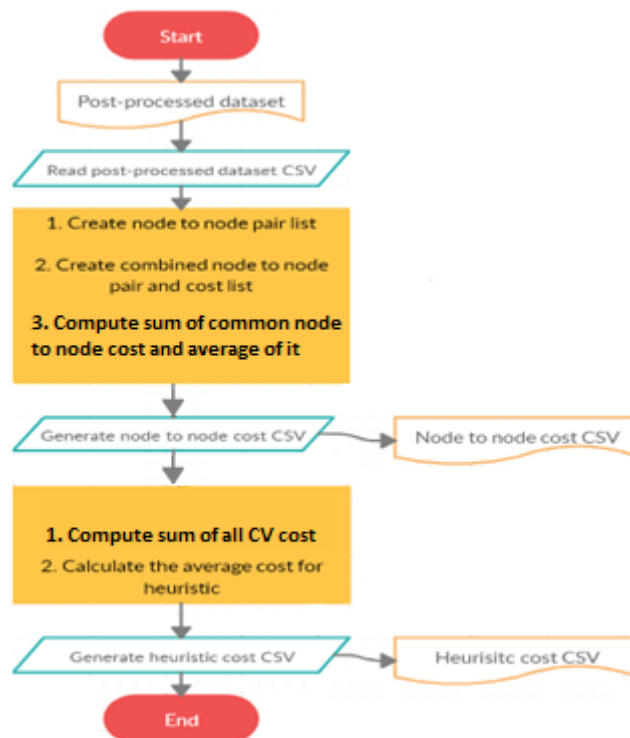 Start
Post-processed dataset
Read post-processed dataset CSV
1. Create node to node pair list
2. Create combined node to node
pair and cost list
3. Compute sum of common node
to node cost and average of it
Generate node to node cost CSV
Node to node cost CSV
1. Compute sum of all CV cost
2. Calculate the average cost for
heuristic
Generate heuristic cost CSV
Heurisitc cost CSV
End